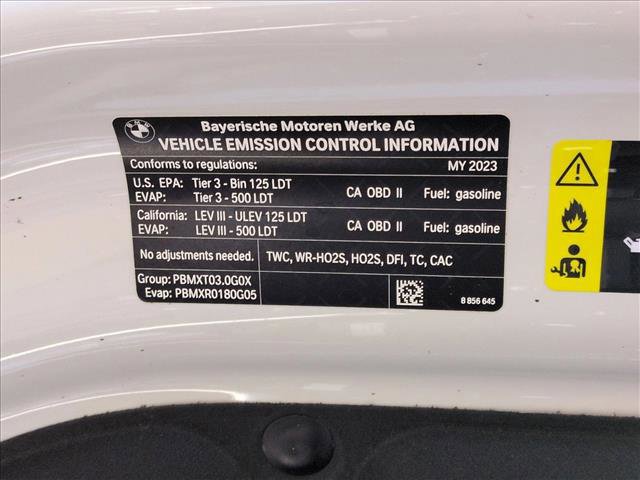 BMW
Bayerische Motoren Werke AG
VEHICLE EMISSION CONTROL INFORMATION
Conforms to regulations: MY 2023
U.S. EPA: Tier 3 - Bin 125 LDT CA OBD II Fuel: gasoline
EVAP: Tier 3 - 500 LDT
California: LEV III - ULEV 125 LDT CA OBD II Fuel: gasoline
EVAP: LEV III - 500 LDT
No adjustments needed. TWC, WR-HO2S, HO2S, DFI, TC, CAC
Group: PBMXT03.0G0X
Evap: PBMXR0180G05
8 856 645